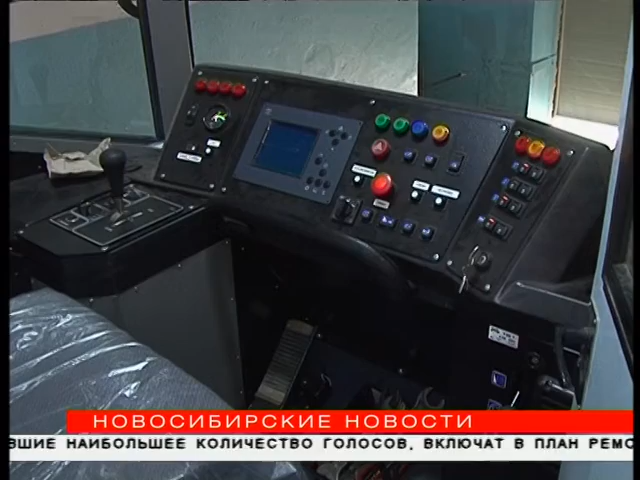 НОВОСИБИРСКИЕ НОВОСТИ
ВШИЕ НАИБОЛЬШЕЕ КОЛИЧЕСТВО ГОЛОСОВ, ВКЛЮЧАТ В ПЛАН РЕМО